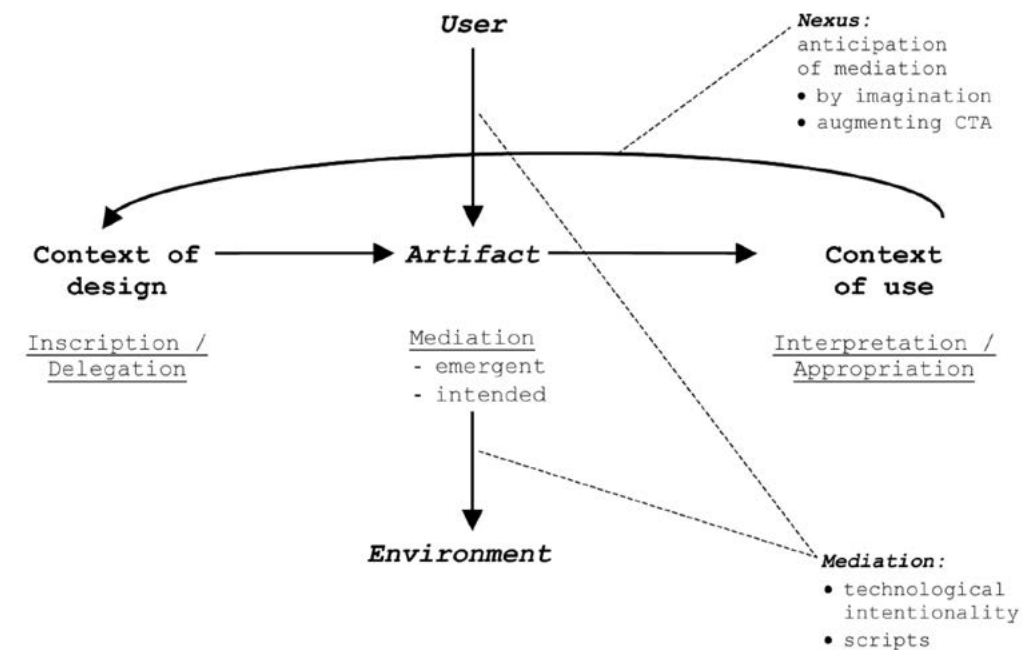 User
Nexus:
anticipation
of mediation
• by imagination
• augmenting CTA
Context of
design
Artifact
Context
of use
Inscription /
Delegation
Mediation
- emergent
- intended
Interpretation /
Appropriation
Environment
Mediation:
• technological
intentionality
• scripts